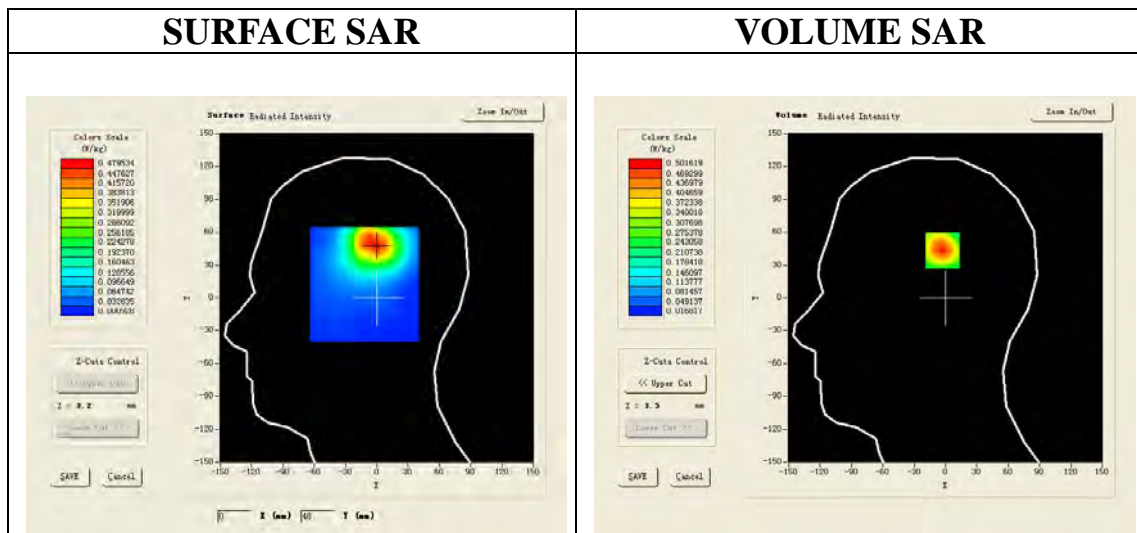 SURFACE SAR
VOLUME SAR
Surface Radiated Intensity
Zoom In/Out
Colors Scale
(W/kg)
0.479534
0.447627
0.415720
0.383813
0.351906
0.319999
0.288092
0.256185
0.224278
0.192370
0.160463
0.128556
0.096649
0.064742
0.032835
150
120
90
60
30
0
-30
-60
-90
-120
-150
-150 -120 -90 -60 -30 0 30 60 90 120 150
Z-Cuts Control
<< Upper Cut
Z = 3.2 mm
Lower Cut >>
SAVE
Cancel
0 X (mm) 48 Y (mm)
Volume Radiated Intensity
Zoom In/Out
Colors Scale
(W/kg)
0.501619
0.469299
0.436979
0.404659
0.372338
0.340018
0.307698
0.275378
0.243058
0.210738
0.178418
0.146097
0.113777
0.081457
0.049137
0.016817
150
120
90
60
30
0
-30
-60
-90
-120
-150
-150 -120 -90 -60 -30 0 30 60 90 120 150
Z-Cuts Control
<< Upper Cut
Z = 3.5 mm
Lower Cut >>
SAVE
Cancel